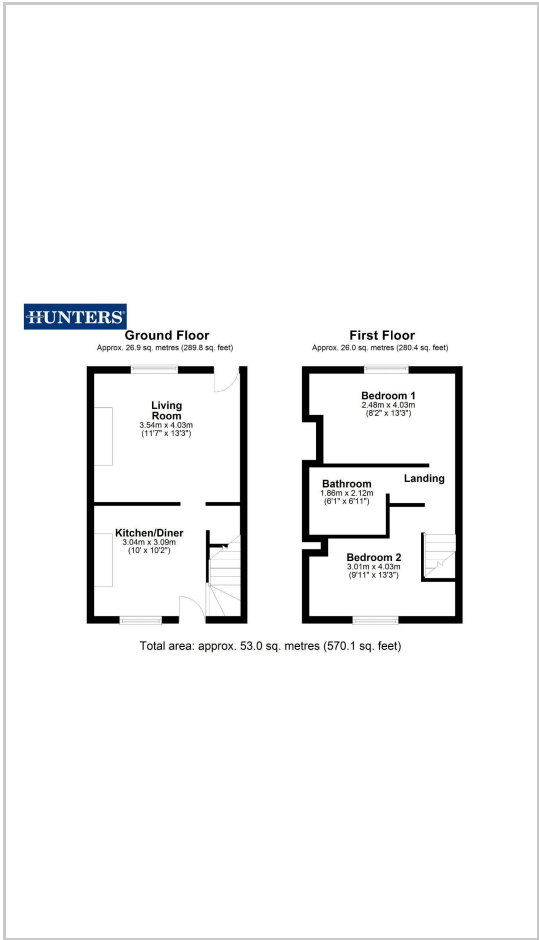 HUNTERS
Ground Floor
Approx. 26.9 sq. metres (289.8 sq. feet)
Living
Room
3.54m x 4.03m
(11'7" x 13'3")
Kitchen/Diner
3.04m x 3.09m
(10' x 10'2")
First Floor
Approx. 26.0 sq. metres (280.4 sq. feet)
Bedroom 1
2.48m x 4.03m
(8'2" x 13'3")
Bathroom
1.86m x 2.12m
(6'1" x 6'11")
Landing
Bedroom 2
3.01m x 4.03m
(9'11" x 13'3")
Total area: approx. 53.0 sq. metres (570.1 sq. feet)